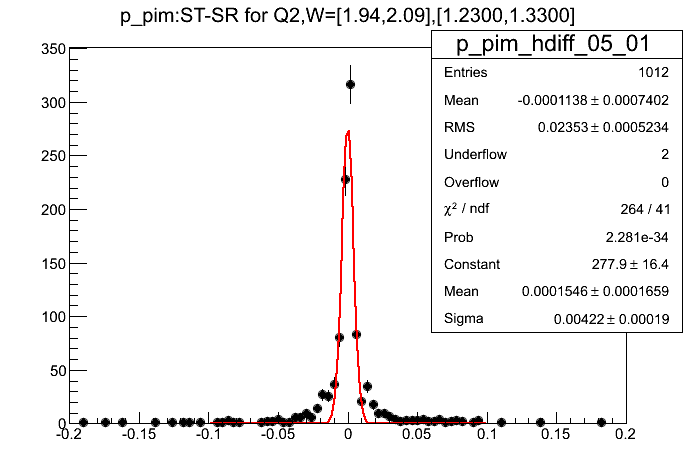 p_pim:ST-SR for Q2,W=[1.94,2.09],[1.2300,1.3300]
p_pim_hdiff_05_01
Entries 1012
Mean -0.0001138 ± 0.0007402
RMS 0.02353 ± 0.0005234
Underflow 2
Overflow 0
χ² / ndf 264 / 41
Prob 2.281e-34
Constant 277.9 ± 16.4
Mean 0.0001546 ± 0.0001659
Sigma 0.00422 ± 0.00019
350
300
250
200
150
100
50
0
-0.2 -0.15 -0.1 -0.05 0 0.05 0.1 0.15 0.2